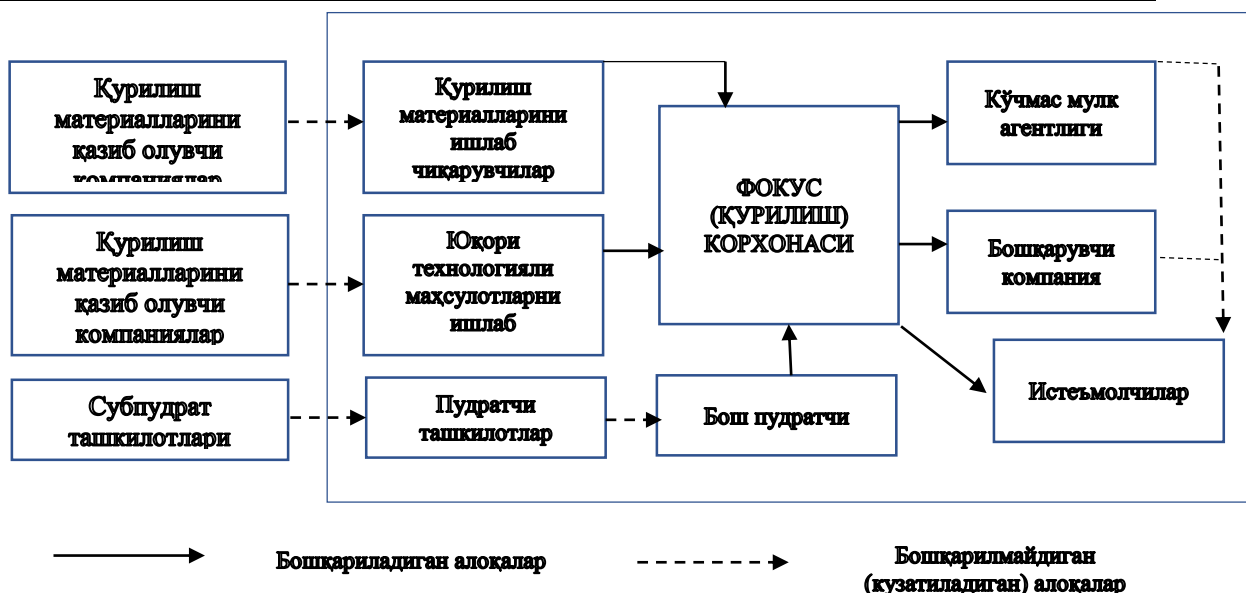 Қурилиш
материалларини
қазиб олувчи
компаниялар
Қурилиш
материалларини
ишлаб
чиқарувчилар
ФОКУС
(ҚУРИЛИШ)
КОРХОНАСИ
Кўчмас мулк
агентлиги
Қурилиш
материалларини
қазиб олувчи
компаниялар
Юқори
технологияли
маҳсулотларни
ишлаб
Бошқарувчи
компания
Субпудрат
ташкилотлари
Пудратчи
ташкилотлар
Бош пудратчи
Истеъмолчилар
Бошқариладиган алоқалар
Бошқарилмайдиган
(кузатиладиган) алоқалар